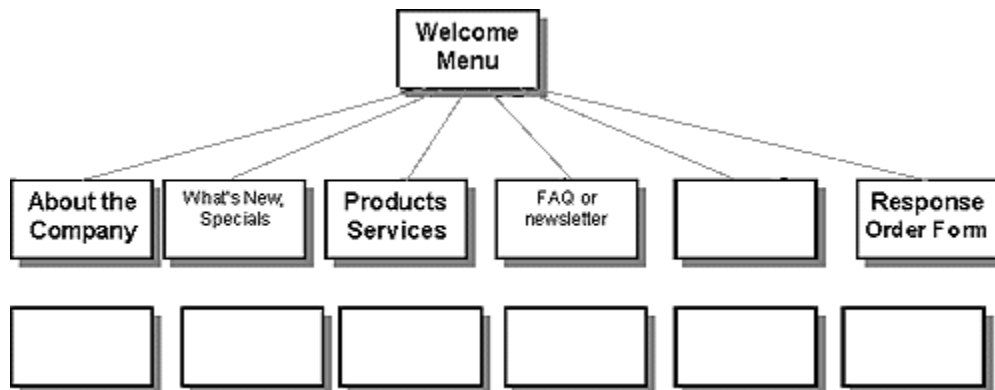 Welcome
Menu
About the
Company
What's New,
Specials
Products
Services
FAQ or
newsletter
Response
Order Form